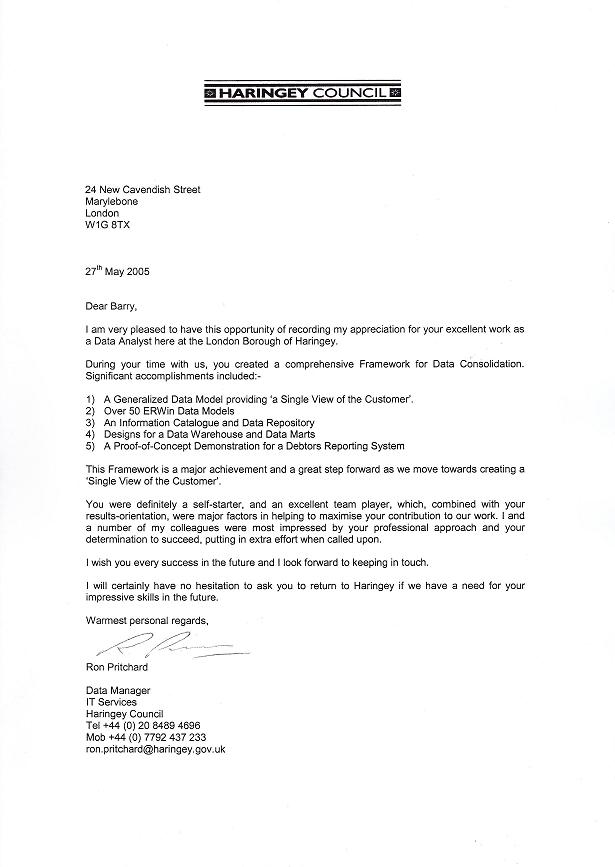 HARINGEY COUNCIL
24 New Cavendish Street
Marylebone
London
W1G 8TX
27th May 2005
Dear Barry,
I am very pleased to have this opportunity of recording my appreciation for your excellent work as
a Data Analyst here at the London Borough of Haringey.
During your time with us, you created a comprehensive Framework for Data Consolidation.
Significant accomplishments included:-
1) A Generalized Data Model providing 'a Single View of the Customer'.
2) Over 50 ERWin Data Models
3) An Information Catalogue and Data Repository
4) Designs for a Data Warehouse and Data Marts
5) A Proof-of-Concept Demonstration for a Debtors Reporting System
This Framework is a major achievement and a great step forward as we move towards creating a
'Single View of the Customer'.
You were definitely a self-starter, and an excellent team player, which, combined with your
results-orientation, were major factors in helping to maximise your contribution to our work. I and
a number of my colleagues were most impressed by your professional approach and your
determination to succeed, putting in extra effort when called upon.
I wish you every success in the future and I look forward to keeping in touch.
I will certainly have no hesitation to ask you to return to Haringey if we have a need for your
impressive skills in the future.
Warmest personal regards,
Ron Pritchard
Data Manager
IT Services
Haringey Council
Tel +44 (0) 20 8489 4696
Mob +44 (0) 7792 437 233
ron.pritchard@haringey.gov.uk